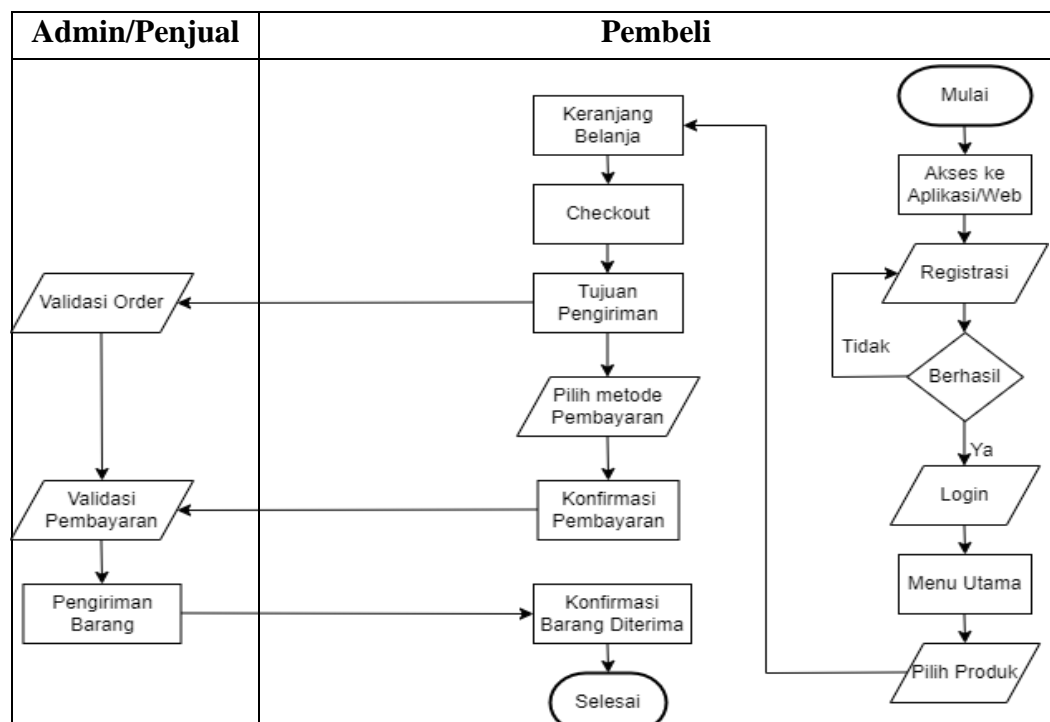 Admin/Penjual
Pembeli
Mulai
Akses ke
Aplikasi/Web
Registrasi
Tidak
Berhasil
Ya
Login
Menu Utama
Pilih Produk
Keranjang
Belanja
Checkout
Tujuan
Pengiriman
Validasi Order
Pilih metode
Pembayaran
Konfirmasi
Pembayaran
Validasi
Pembayaran
Pengiriman
Barang
Konfirmasi
Barang Diterima
Selesai